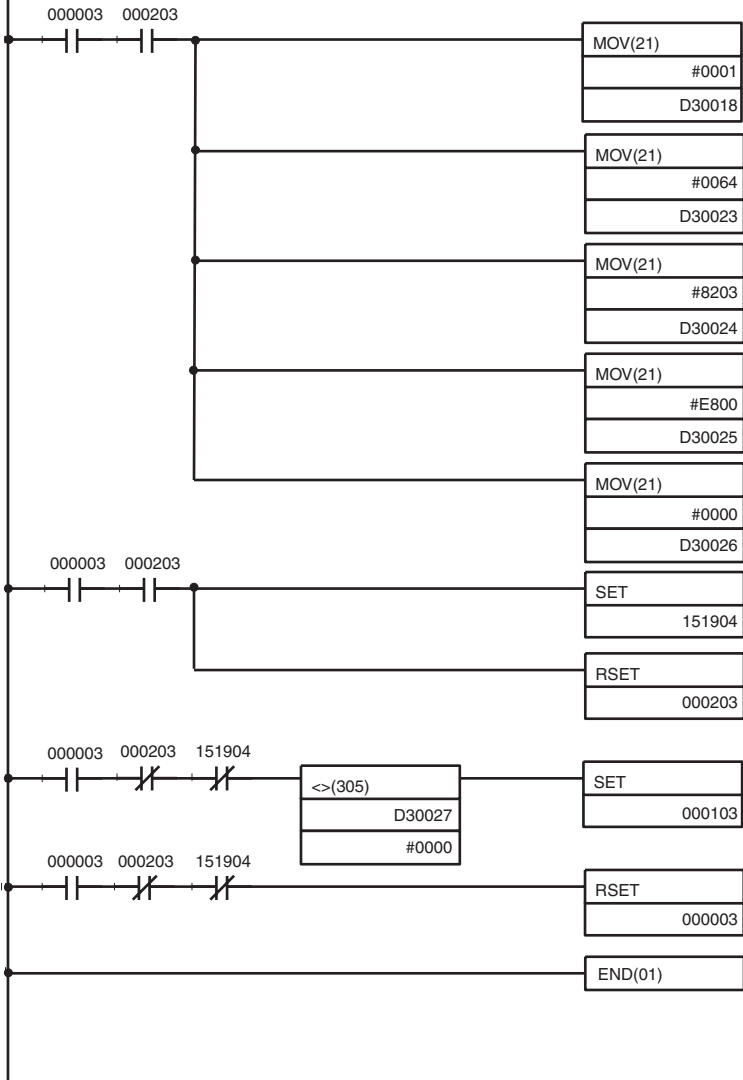 000003 000203
MOV(21)
#0001
D30018
MOV(21)
#0064
D30023
MOV(21)
#8203
D30024
MOV(21)
#E800
D30025
MOV(21)
#0000
D30026
000003 000203
SET
151904
RSET
000203
000003 000203 151904
<>(305)
D30027
#0000
SET
000103
000003 000203 151904
RSET
000003
END(01)